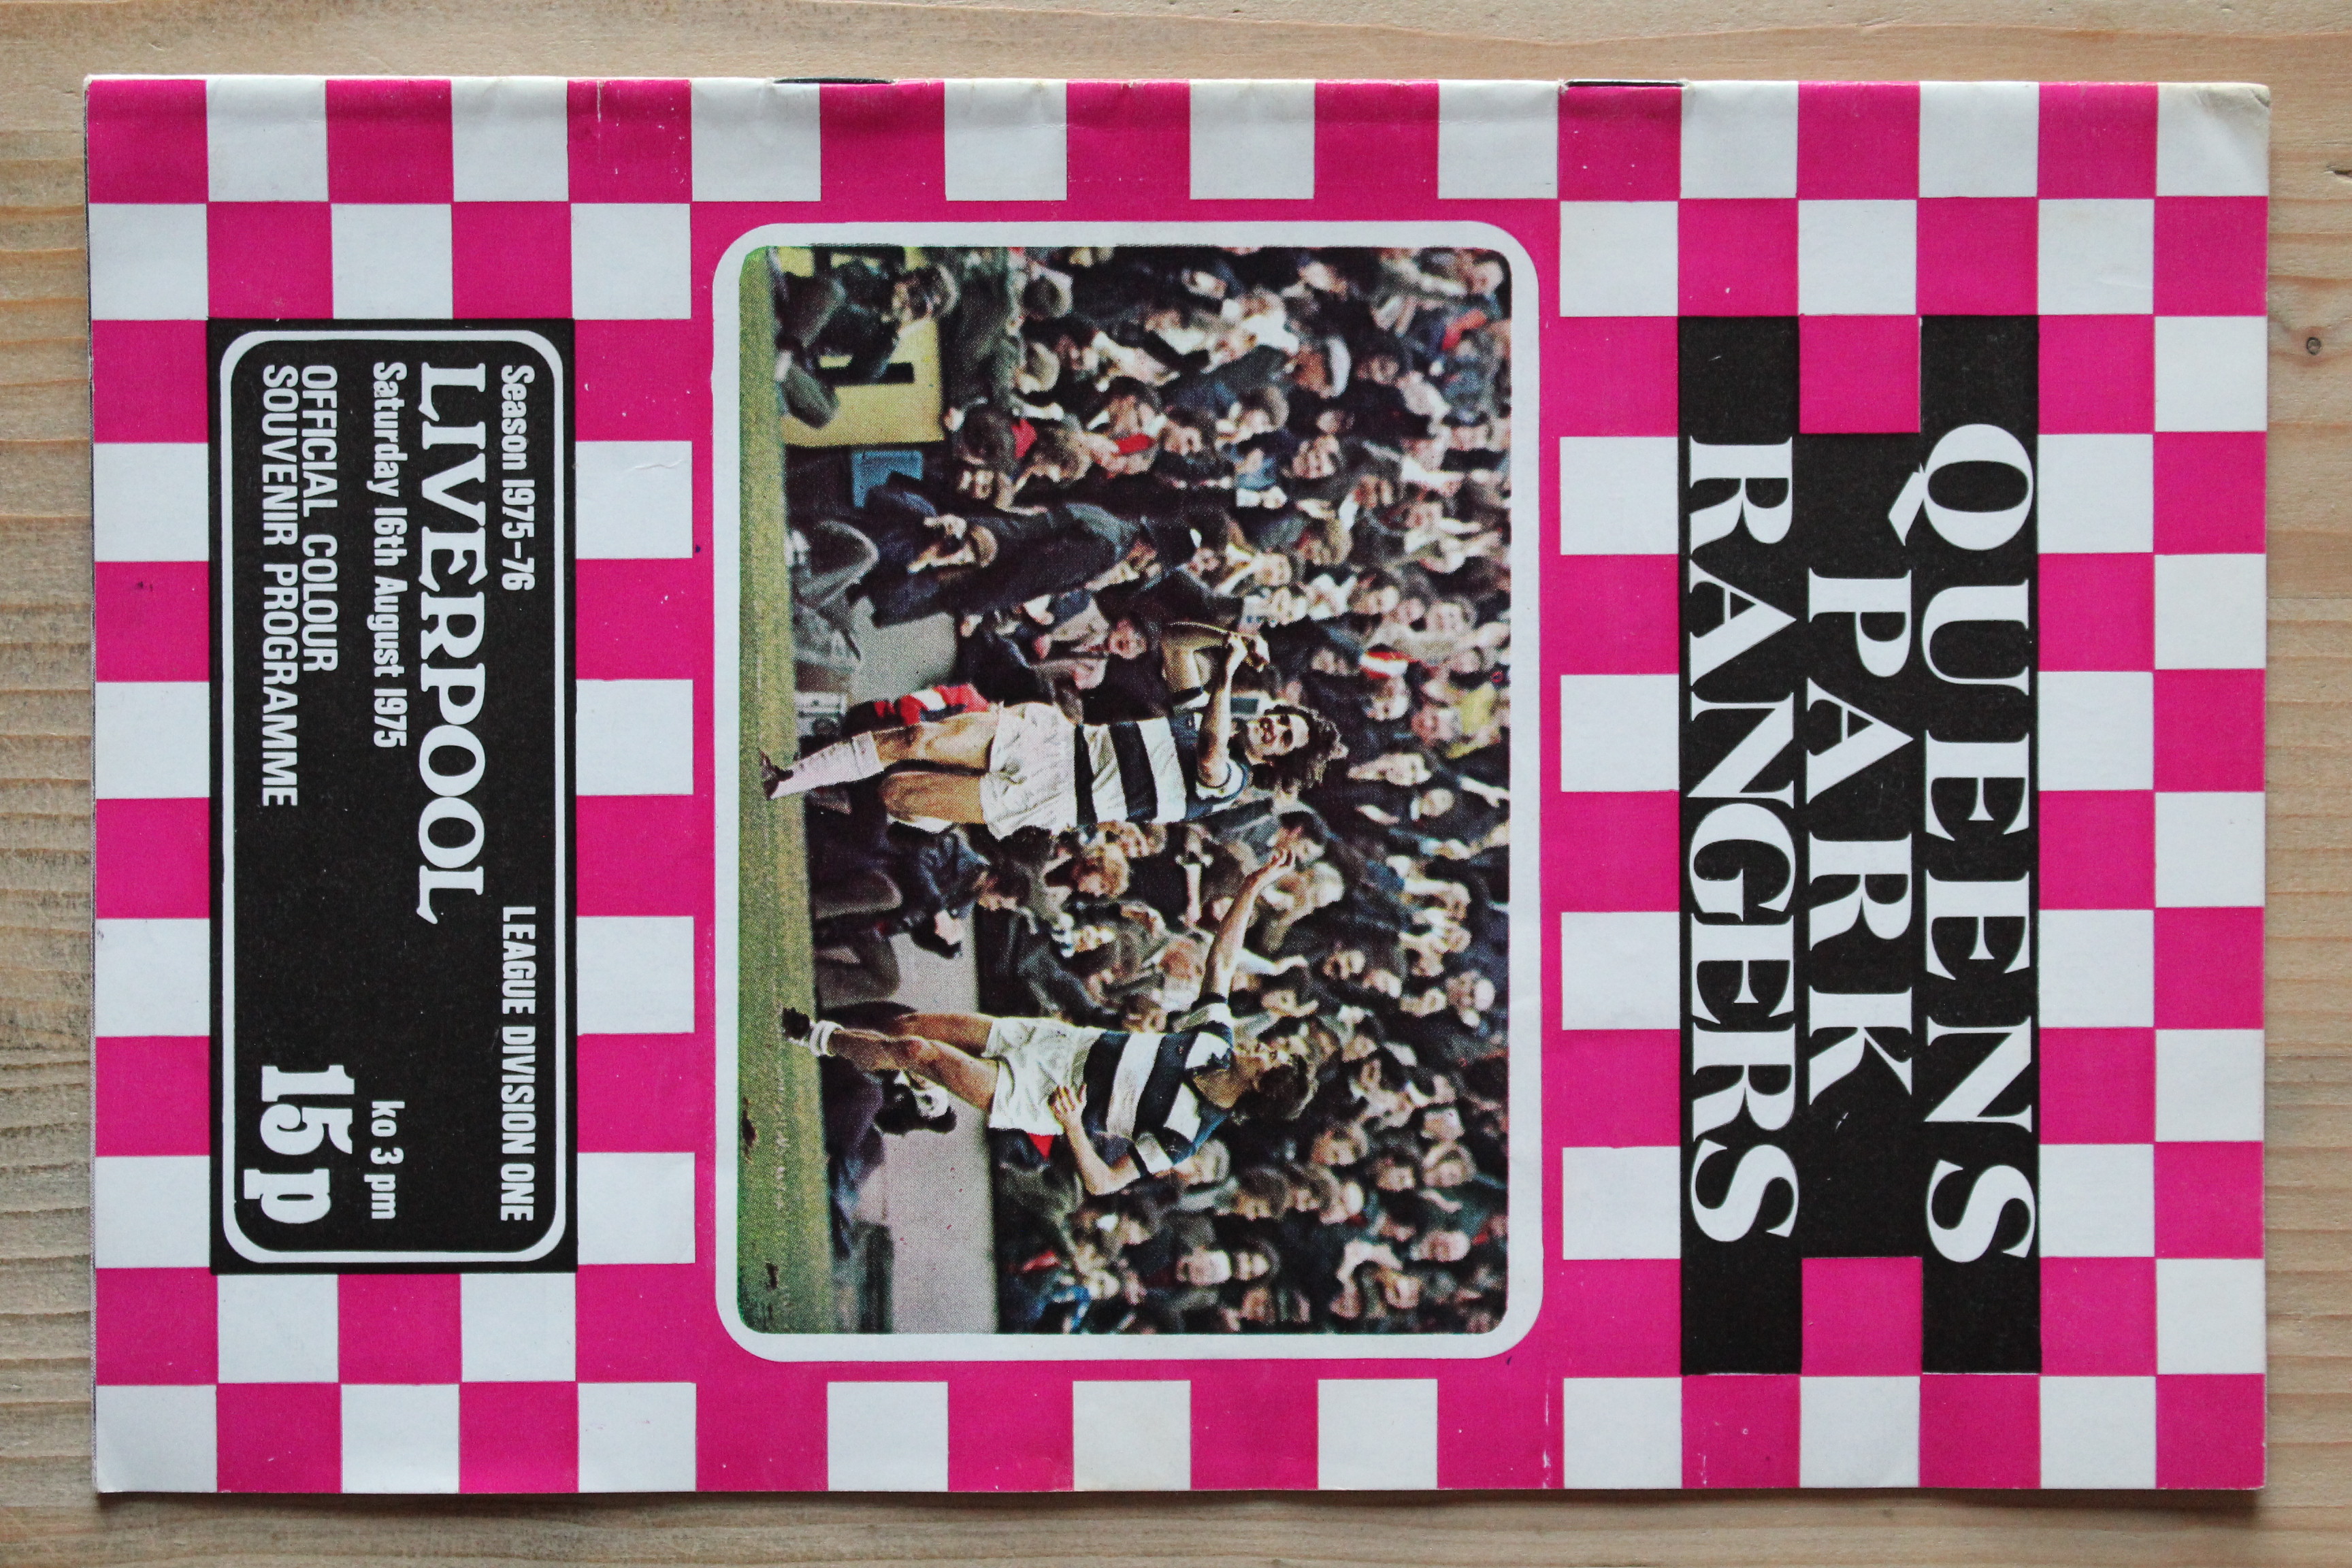 QUEENS
PARK
RANGERS
Season 1975-76 LEAGUE DIVISION ONE
LIVERPOOL
Saturday 16th August 1975 ko 3 pm
OFFICIAL COLOUR
SOUVENIR PROGRAMME 15p